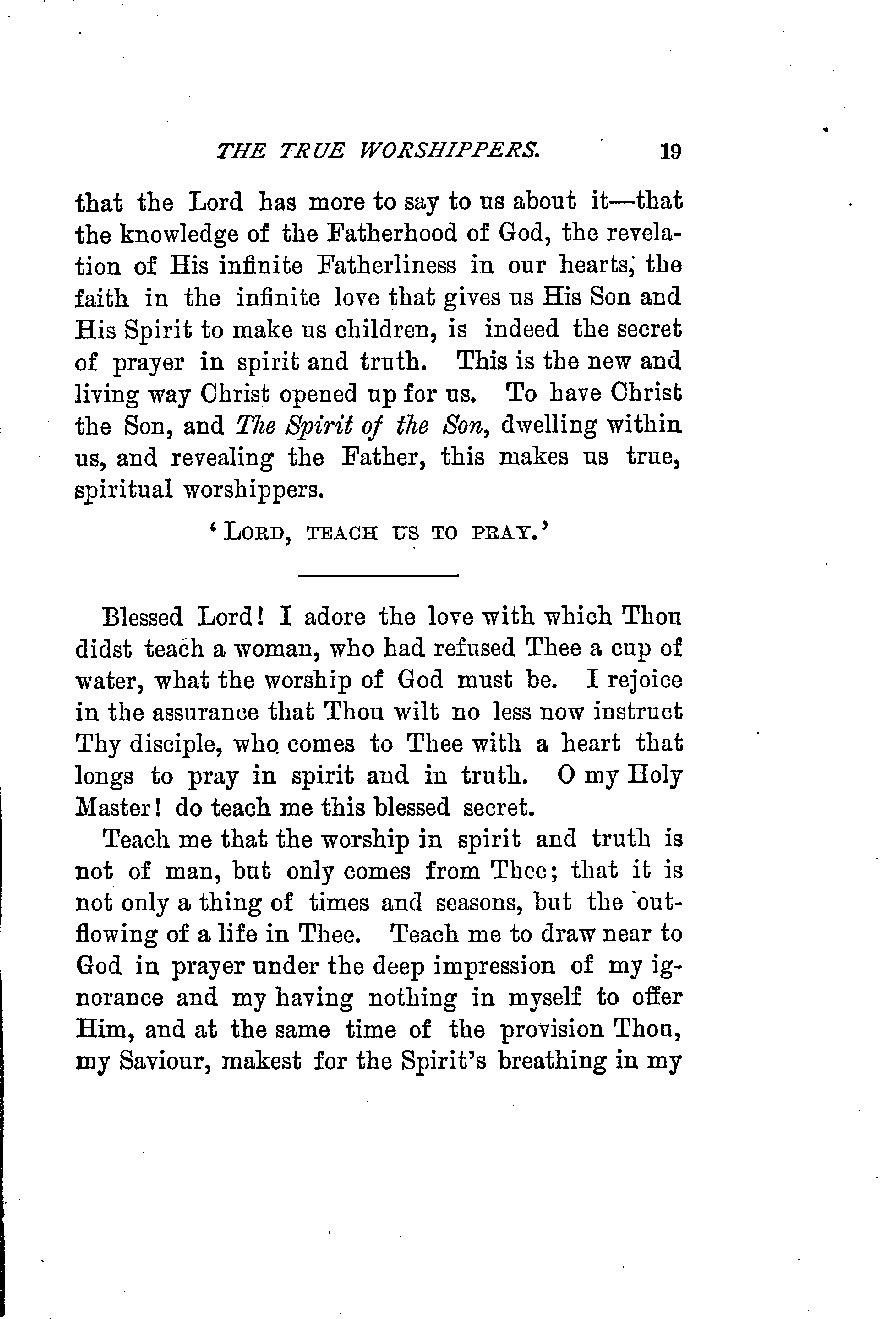 THE TRUE WORSHIPPERS. 19
that the Lord has more to say to us about it—that
the knowledge of the Fatherhood of God, the revela-
tion of His infinite Fatherliness in our hearts, the
faith in the infinite love that gives us His Son and
His Spirit to make us children, is indeed the secret
of prayer in spirit and truth. This is the new and
living way Christ opened up for us. To have Christ
the Son, and The Spirit of the Son, dwelling within
us, and revealing the Father, this makes us true,
spiritual worshippers.
‘LORD, TEACH US TO PRAY.’
Blessed Lord! I adore the love with which Thou
didst teach a woman, who had refused Thee a cup of
water, what the worship of God must be. I rejoice
in the assurance that Thou wilt no less now instruct
Thy disciple, who comes to Thee with a heart that
longs to pray in spirit and in truth. O my Holy
Master! do teach me this blessed secret.
Teach me that the worship in spirit and truth is
not of man, but only comes from Thee; that it is
not only a thing of times and seasons, but the out-
flowing of a life in Thee. Teach me to draw near to
God in prayer under the deep impression of my ig-
norance and my having nothing in myself to offer
Him, and at the same time of the provision Thou,
my Saviour, makest for the Spirit’s breathing in my